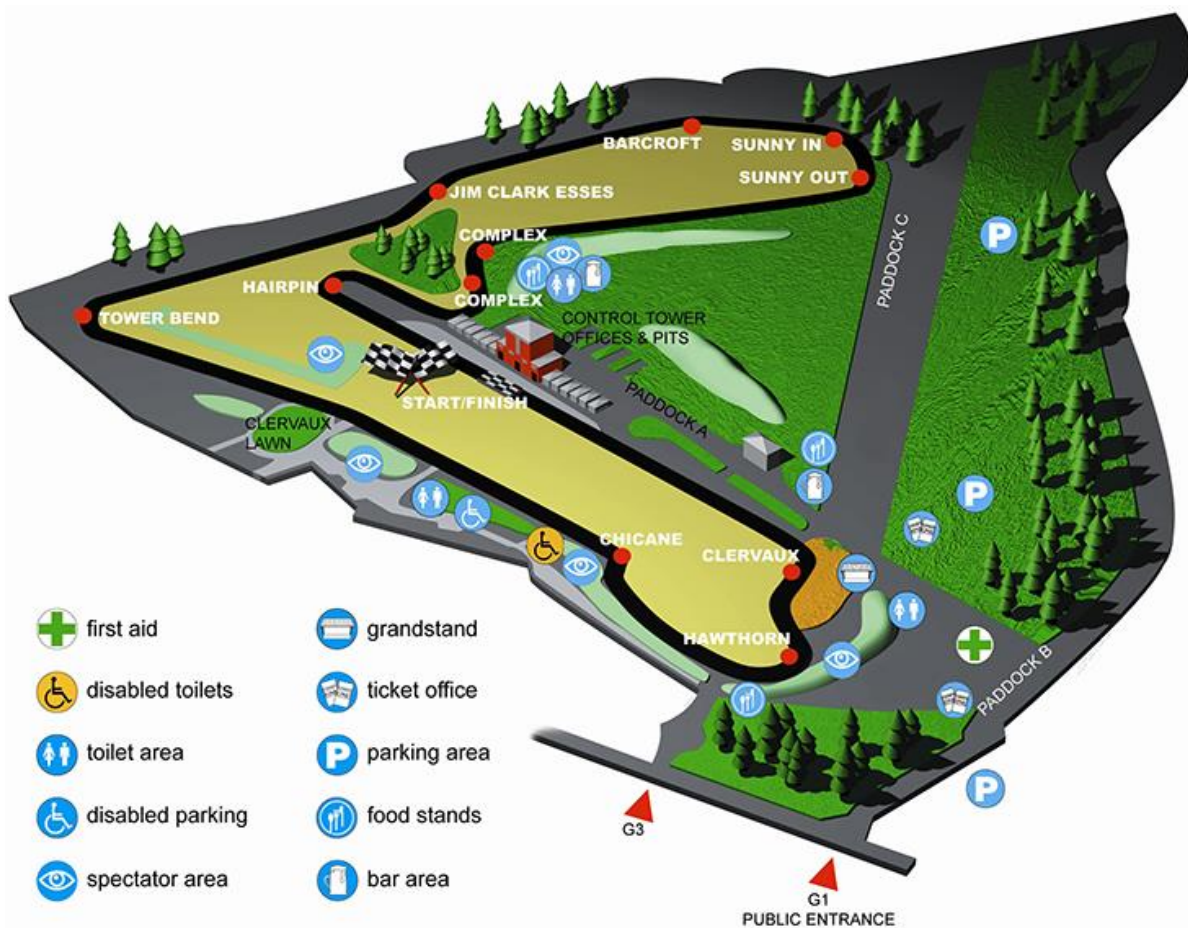 BARCROFT
SUNNY IN
SUNNY OUT
JIM CLARK ESSES
COMPLEX
HAIRPIN
COMPLEX
TOWER BEND
CONTROL TOWER
OFFICES & PITS
PADDOCK C
P
START/FINISH
PADDOCK A
CLERVAUX
LAWN
P
CHICANE
CLERVAUX
HAWTHORN
PADDOCK B
P
first aid
grandstand
disabled toilets
ticket office
toilet area
P parking area
disabled parking
food stands
spectator area
bar area
G3
G1
PUBLIC ENTRANCE